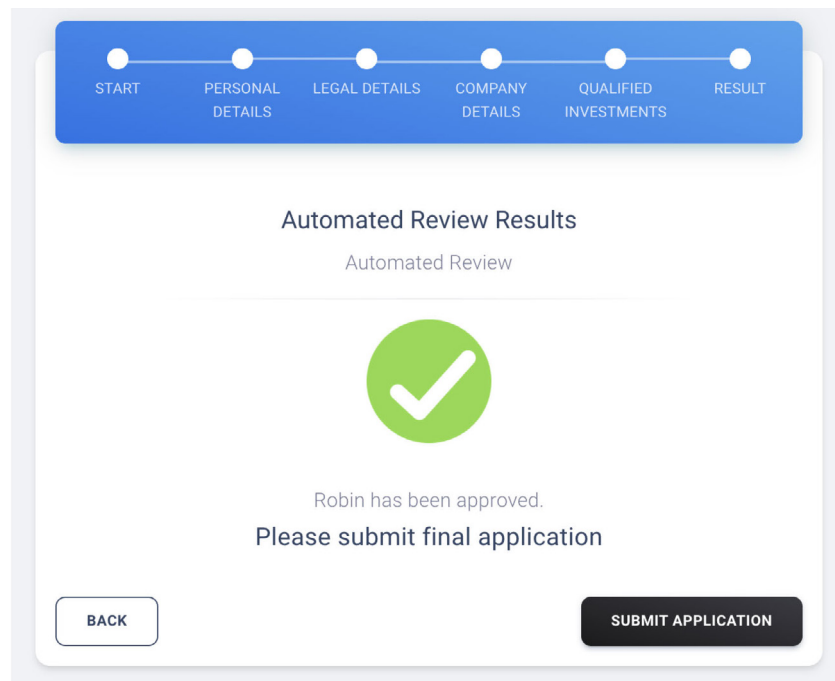 START
PERSONAL
DETAILS
LEGAL DETAILS
COMPANY
DETAILS
QUALIFIED
INVESTMENTS
RESULT
Automated Review Results
Automated Review
Robin has been approved.
Please submit final application
BACK
SUBMIT APPLICATION